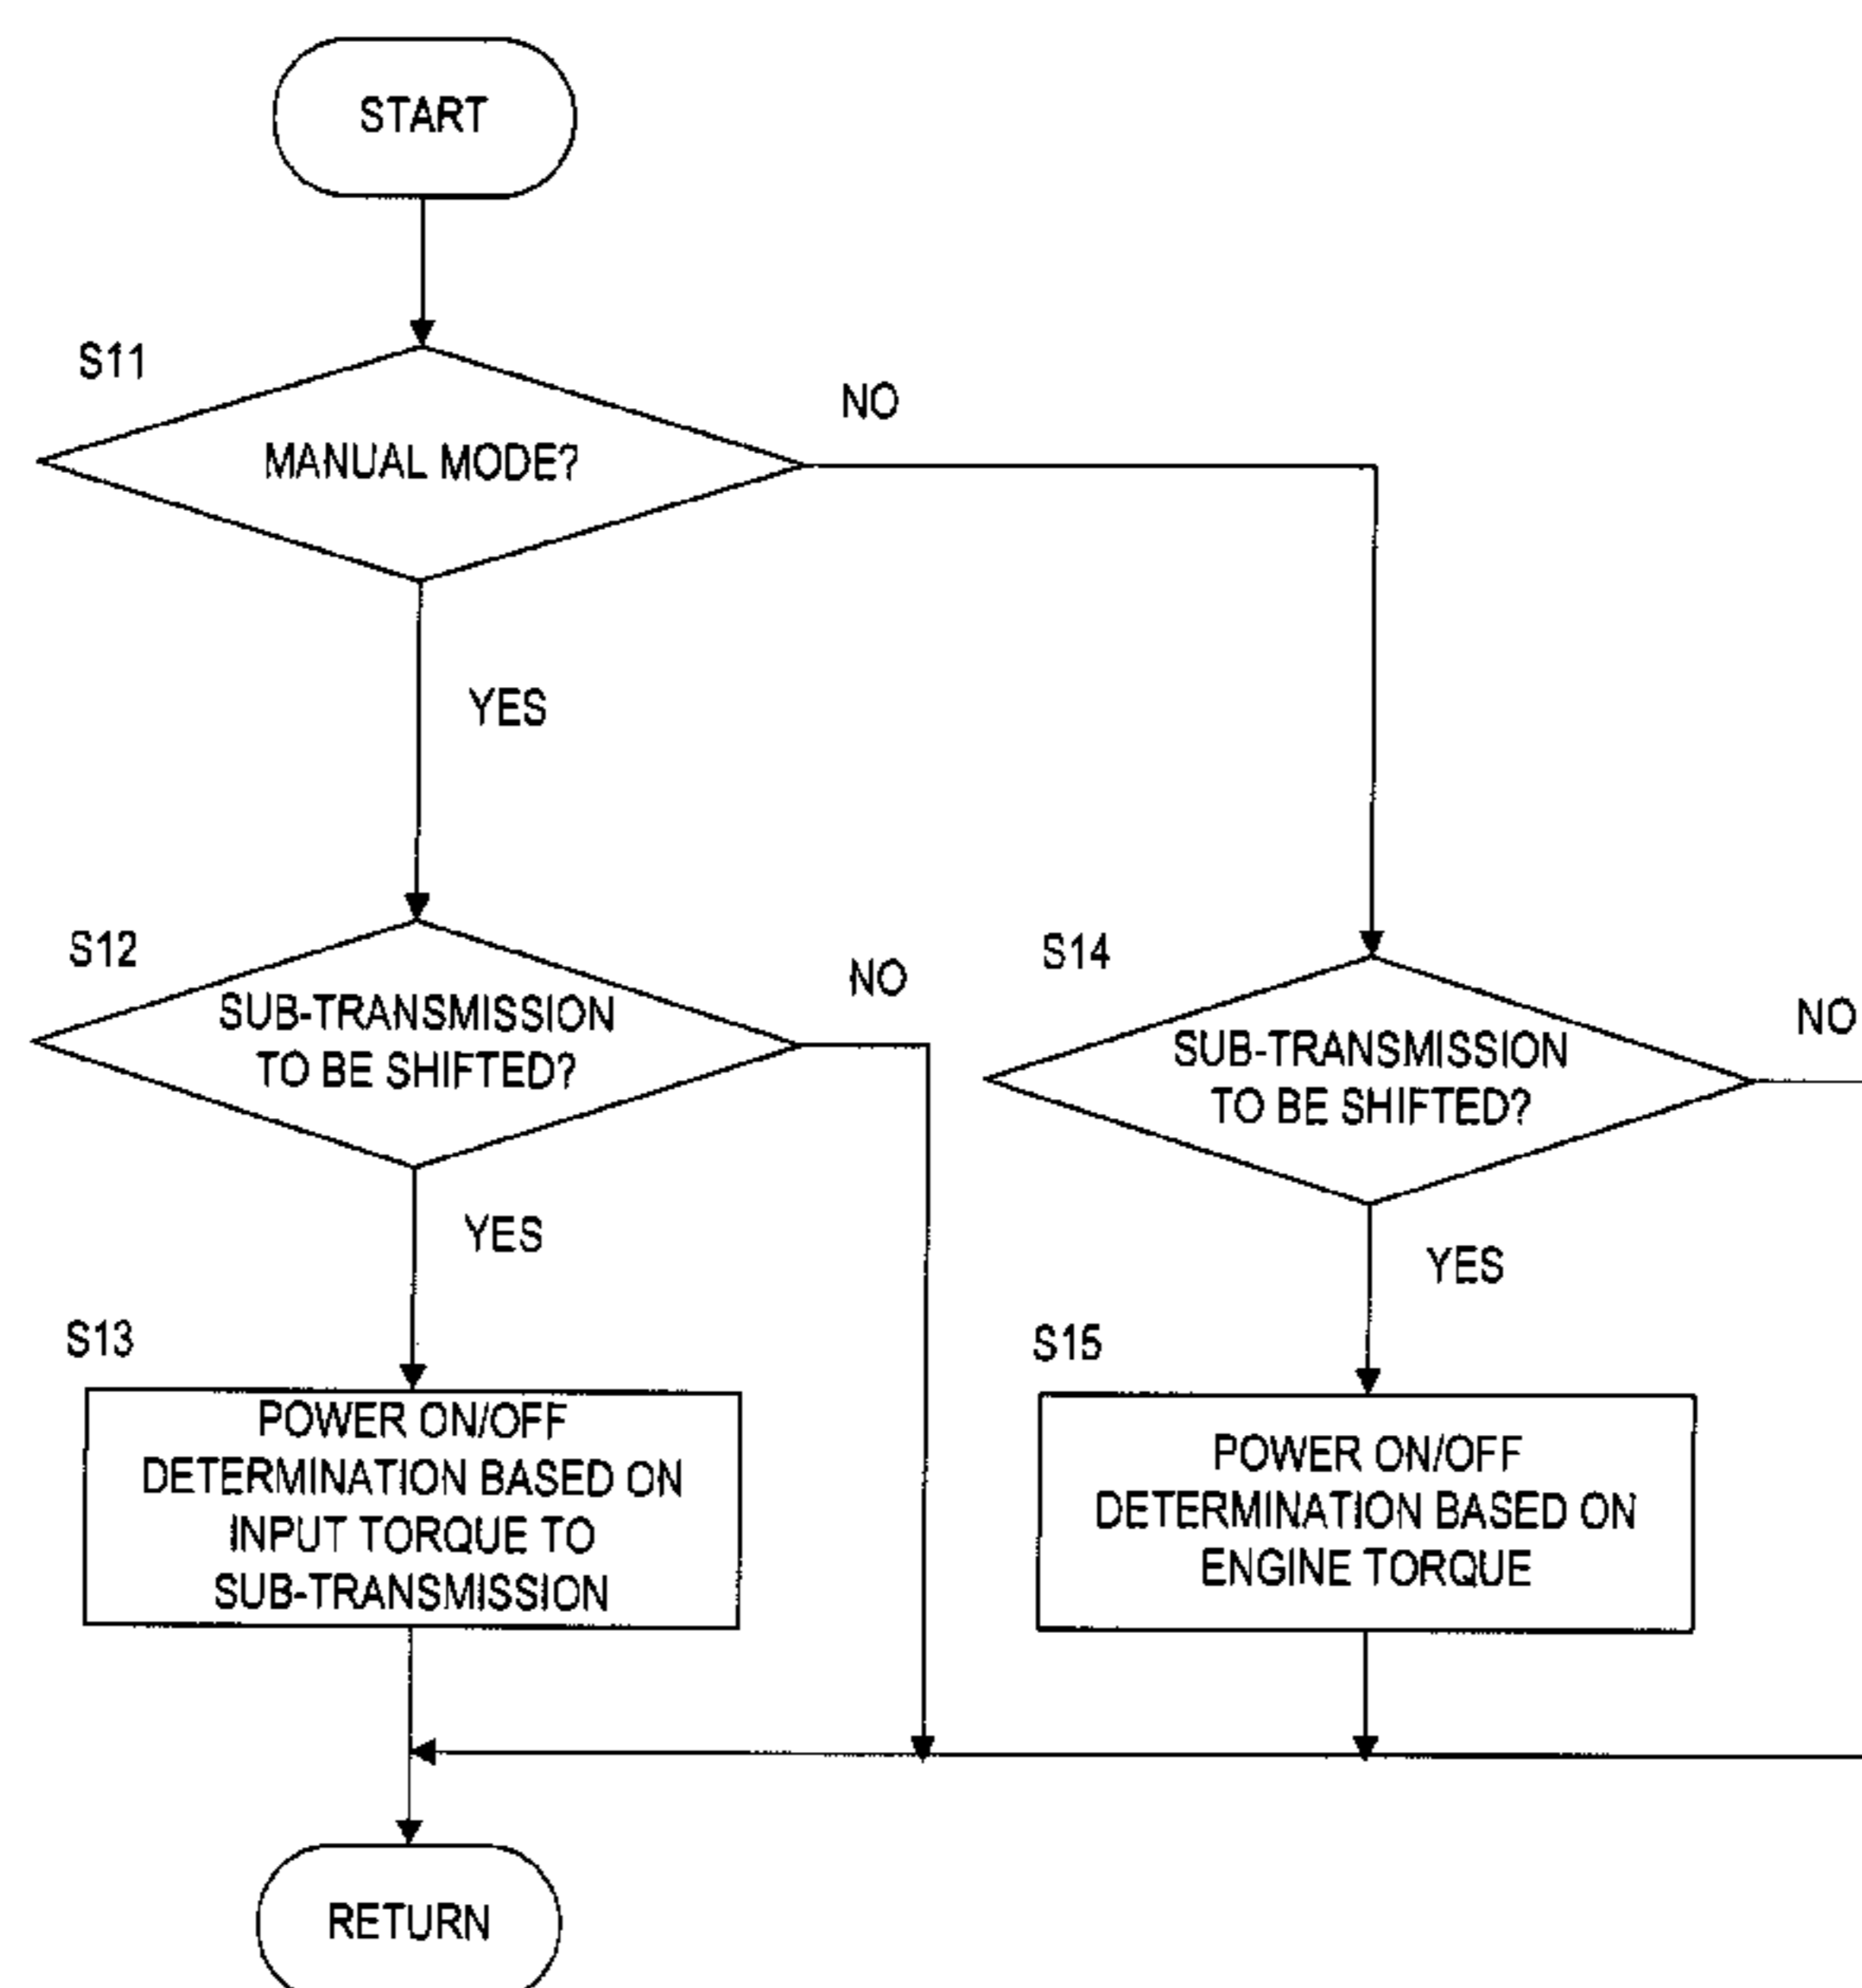 START
S11
NO
MANUAL MODE?
YES
S12
NO
SUB-TRANSMISSION
TO BE SHIFTED?
YES
S14
NO
SUB-TRANSMISSION
TO BE SHIFTED?
YES
S13
POWER ON/OFF
DETERMINATION BASED ON
INPUT TORQUE TO
SUB-TRANSMISSION
S15
POWER ON/OFF
DETERMINATION BASED ON
ENGINE TORQUE
RETURN